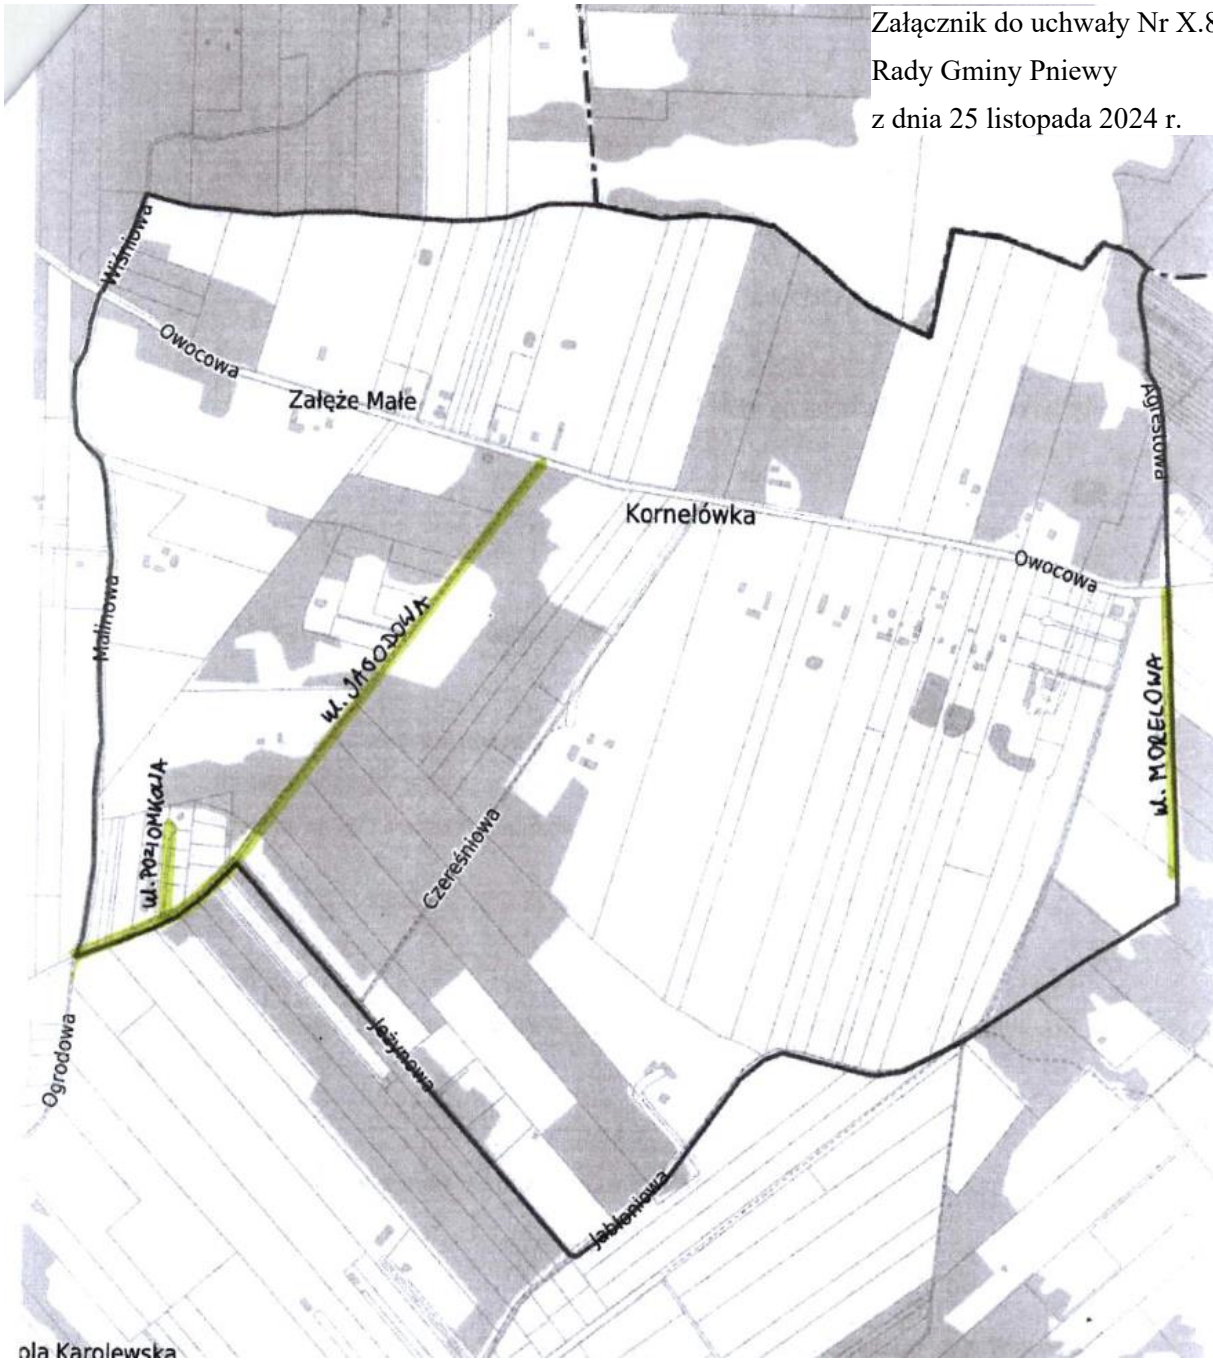 Załącznik do uchwały Nr X.8
Rady Gminy Pniewy
z dnia 25 listopada 2024 r.
Wiśniowa
Owocowa
Załęże Małe
Agrestowa
Kornelówka
Owocowa
Malinowa
ul. JAGODOWA
ul. MORELOWA
ul. POZIOMKOWA
Czereśniowa
Jeżynowa
Ogrodowa
Jabłoniowa
ola Karolewska